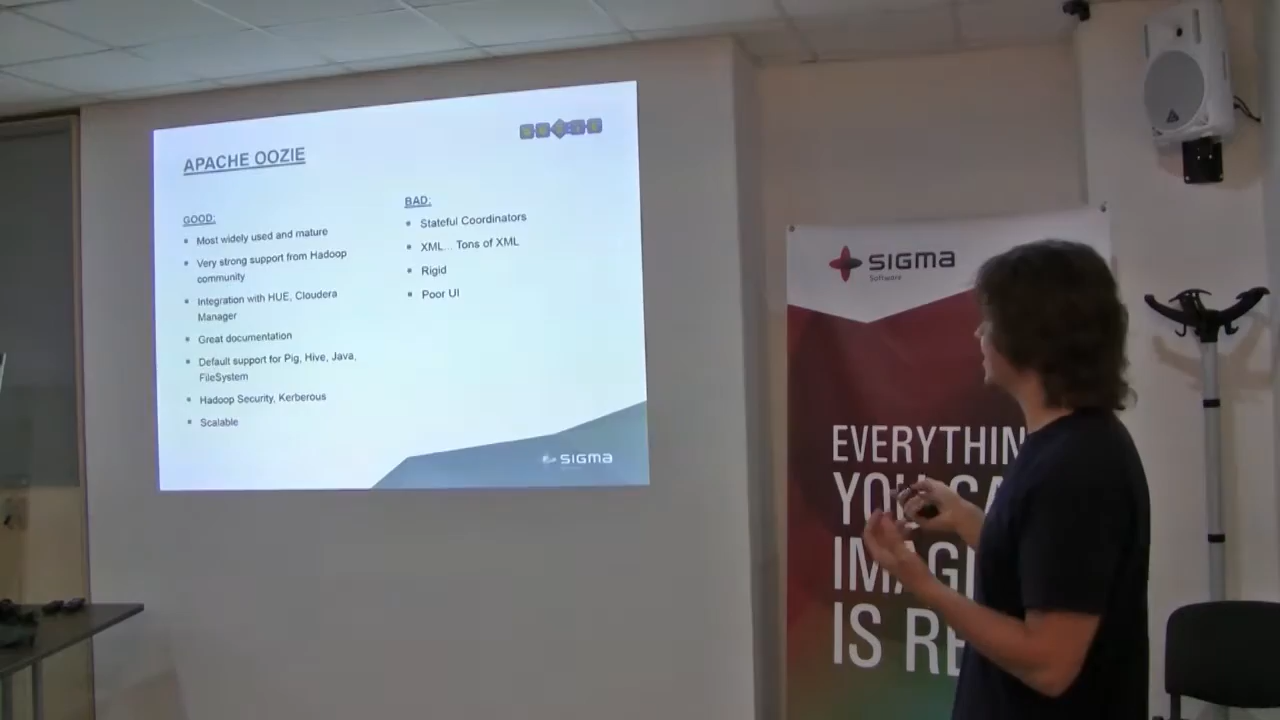 APACHE OOZIE
GOOD:
Most widely used and mature
Very strong support from Hadoop
community
Integration with HUE, Cloudera
Manager
Great documentation
Default support for Pig, Hive, Java,
FileSystem
Hadoop Security, Kerberous
Scalable
BAD:
Stateful Coordinators
XML... Tons of XML
Rigid
Poor UI
SIGMA
SIGMA
Software
EVERYTHIN
YOU CA
IMAGI
IS RE